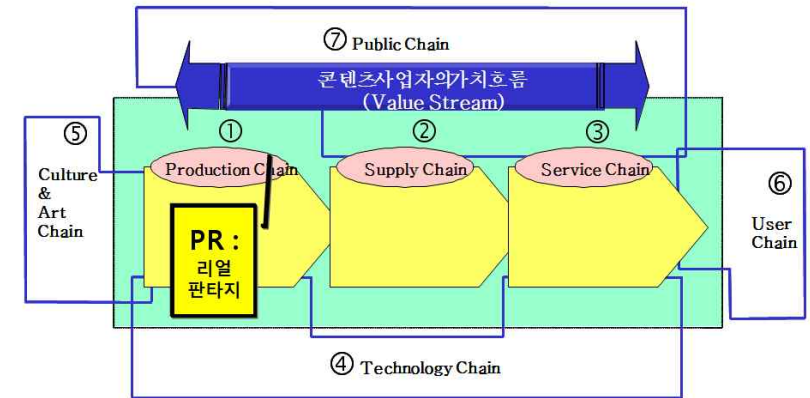 ⑦ Public Chain
콘텐츠사업자의가치흐름
(Value Stream)
⑤
①
②
③
Culture
&
Art
Chain
Production Chain
Supply Chain
Service Chain
⑥
User
Chain
PR :
리얼
판타지
④ Technology Chain